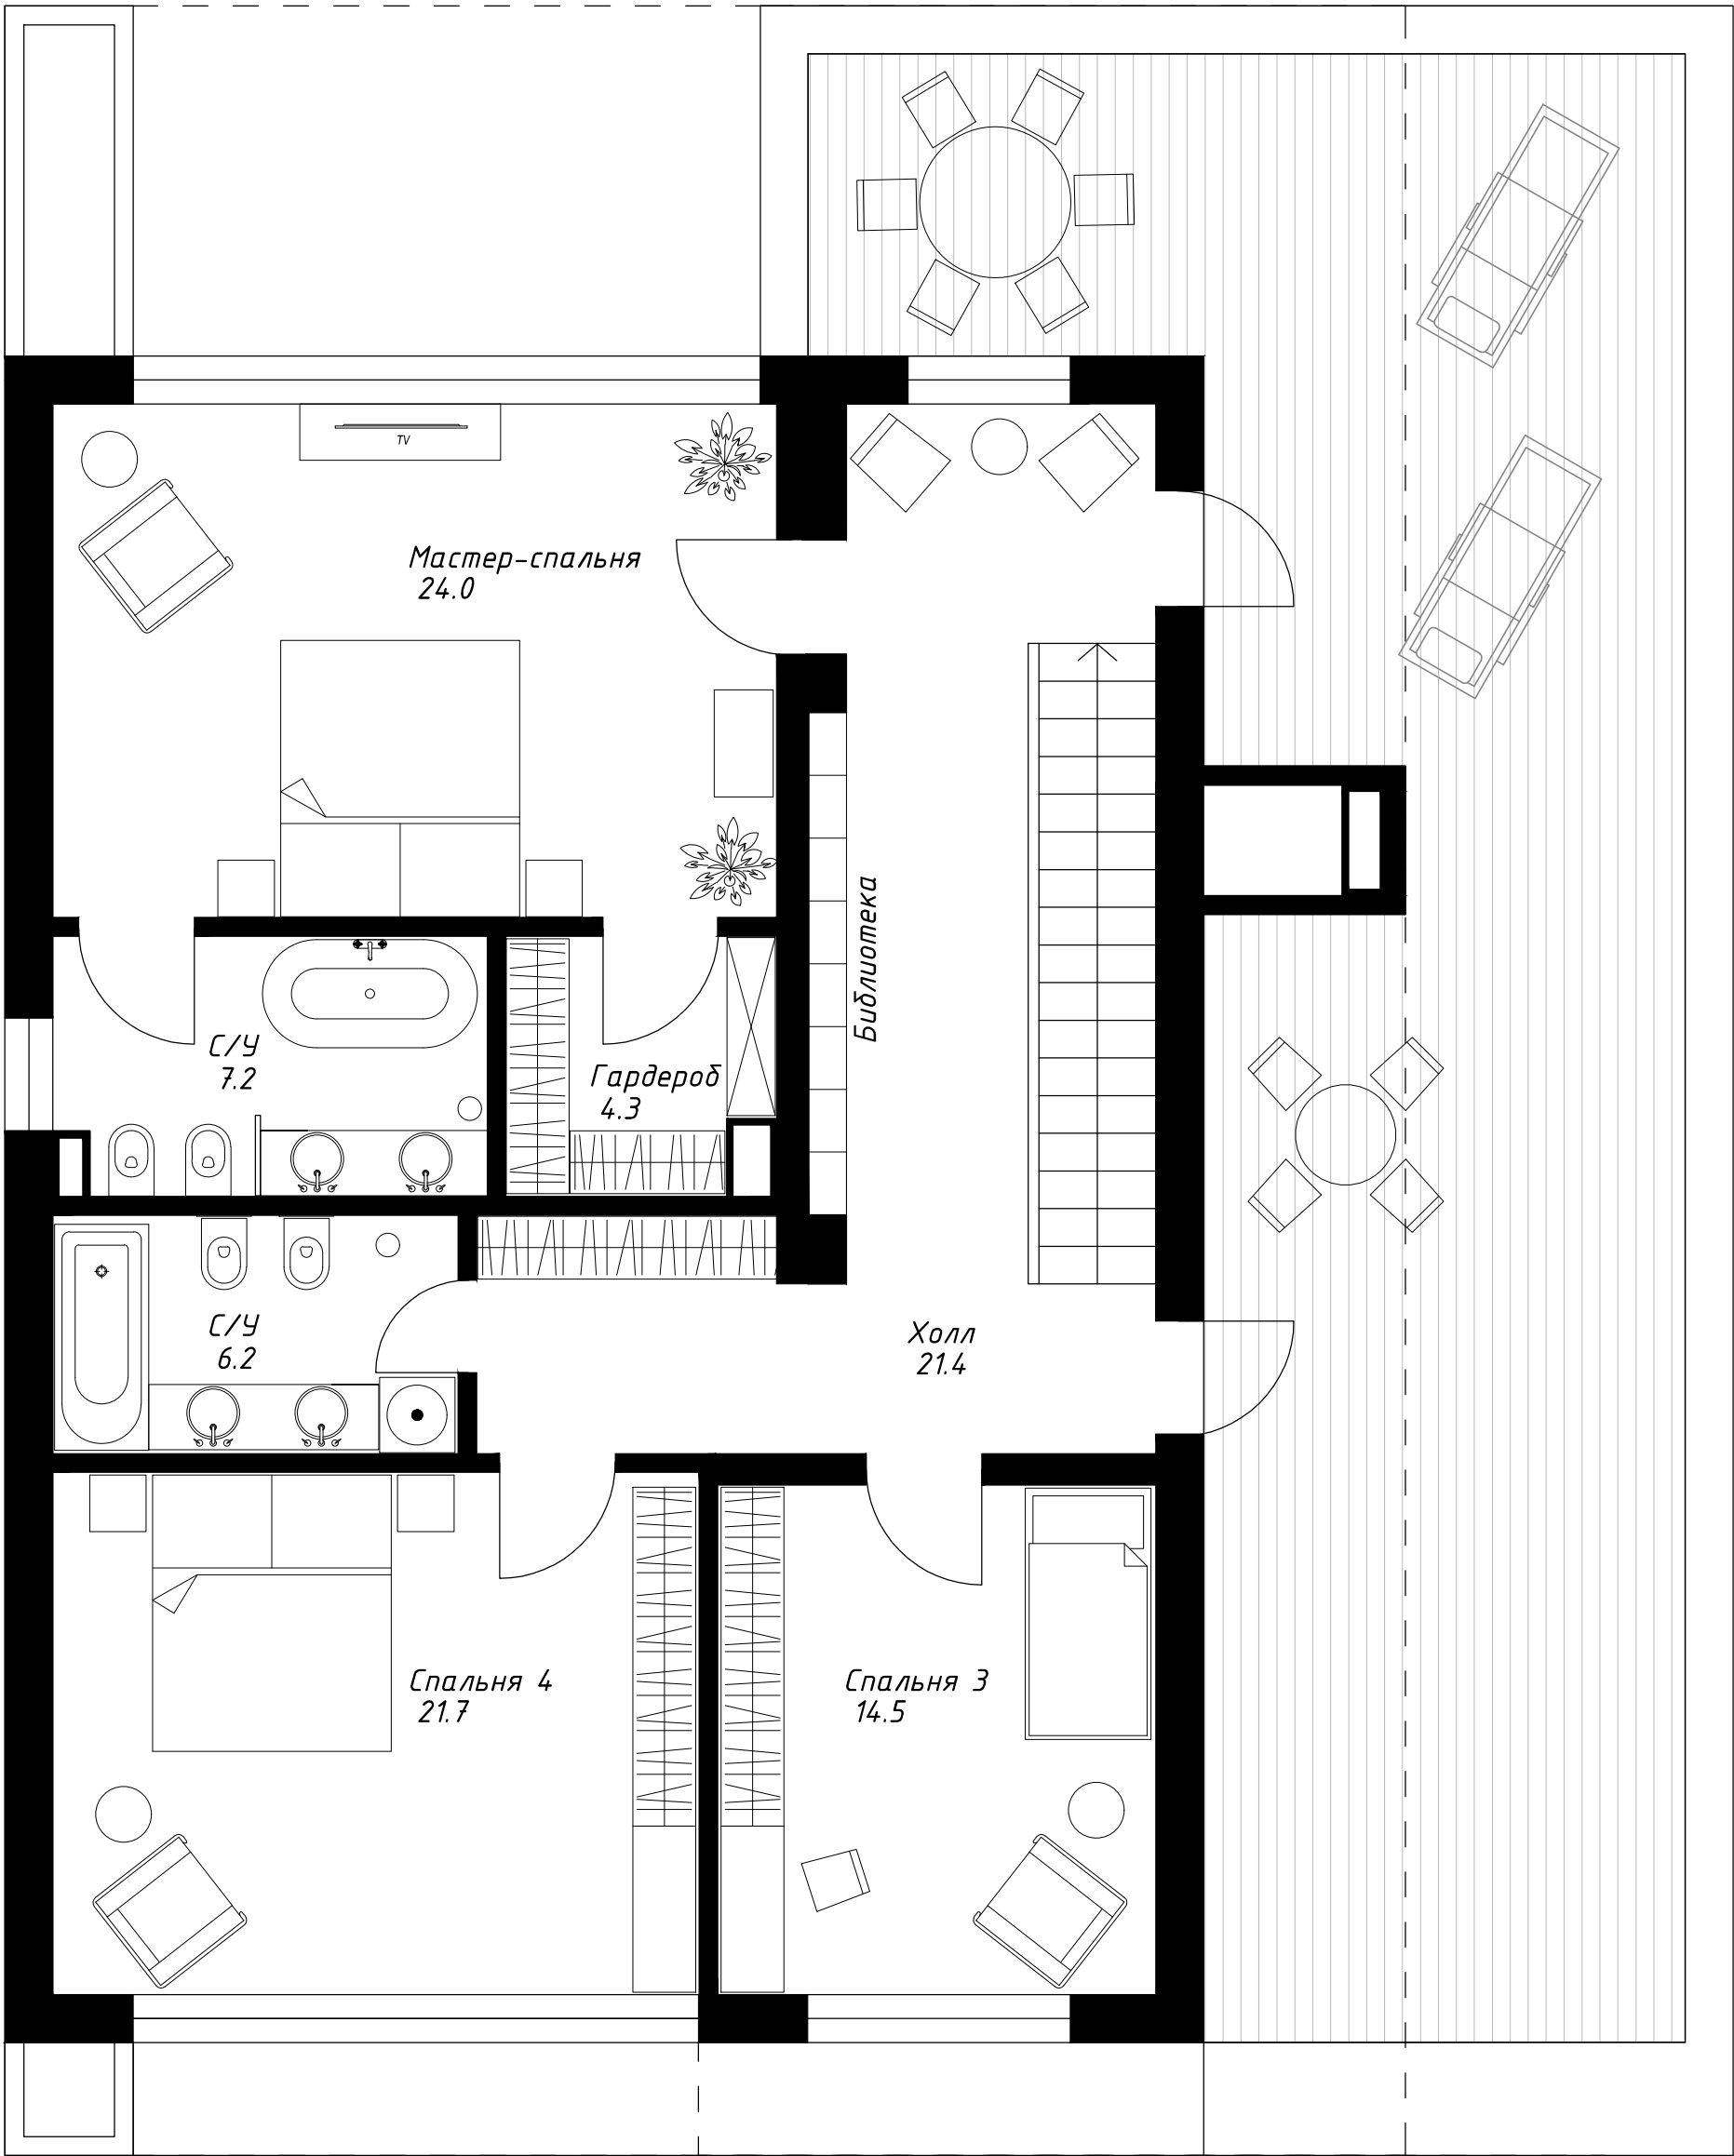 TV
Мастер-спальня
24.0
Библиотека
С/У
7.2
Гардероб
4.3
С/У
6.2
Холл
21.4
Спальня 4
21.7
Спальня 3
14.5